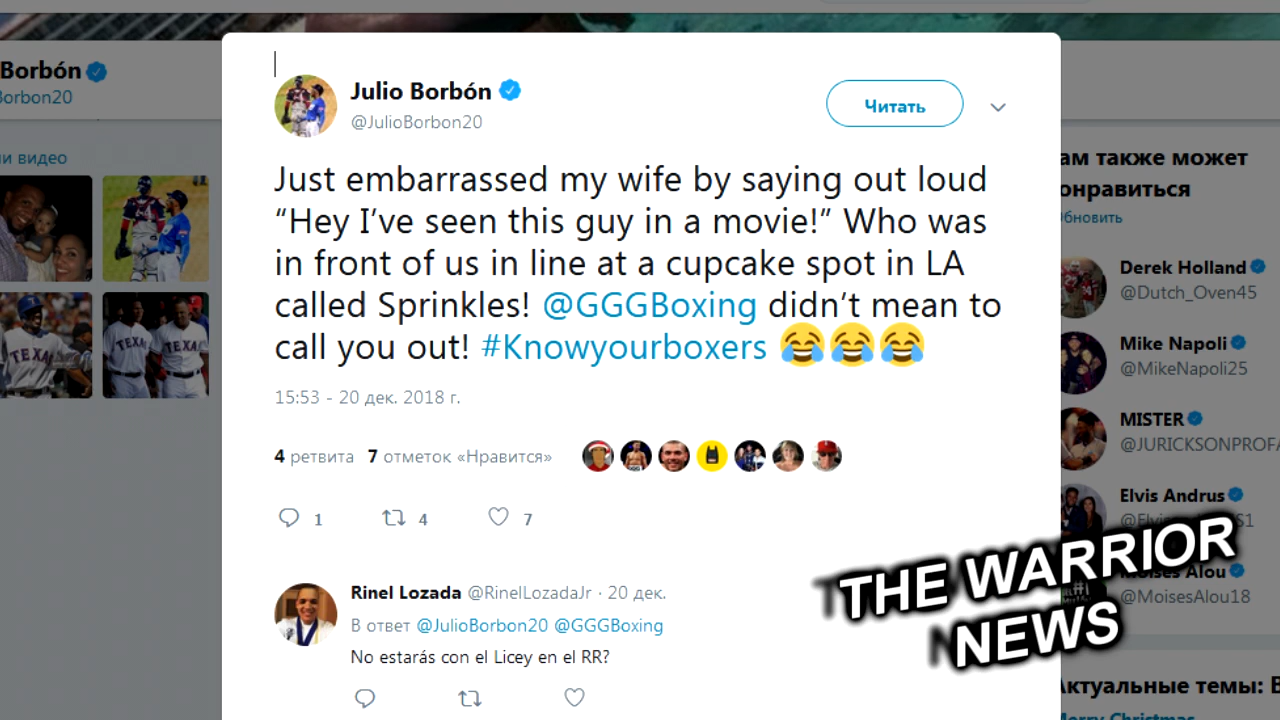 Borbón
Borbon20
и видео
Julio Borbón
@JulioBorbon20
Читать
Just embarrassed my wife by saying out loud
“Hey I’ve seen this guy in a movie!” Who was
in front of us in line at a cupcake spot in LA
called Sprinkles! @GGGBoxing didn’t mean to
call you out! #Knowyourboxers 😂😂😂
15:53 - 20 дек. 2018 г.
4 ретвита 7 отметок «Нравится»
1 4 7
Rinel Lozada @RinelLozadaJr · 20 дек.
В ответ @JulioBorbon20 @GGGBoxing
No estarás con el Licey en el RR?
ам также может
онравиться
Обновить
Derek Holland
@Dutch_Oven45
Mike Napoli
@MikeNapoli25
MISTER
@JURICKSONPROFA
Elvis Andrus
Moises Alou
@MoisesAlou18
THE WARRIOR
NEWS
Актуальные темы: В
Merry Christmas